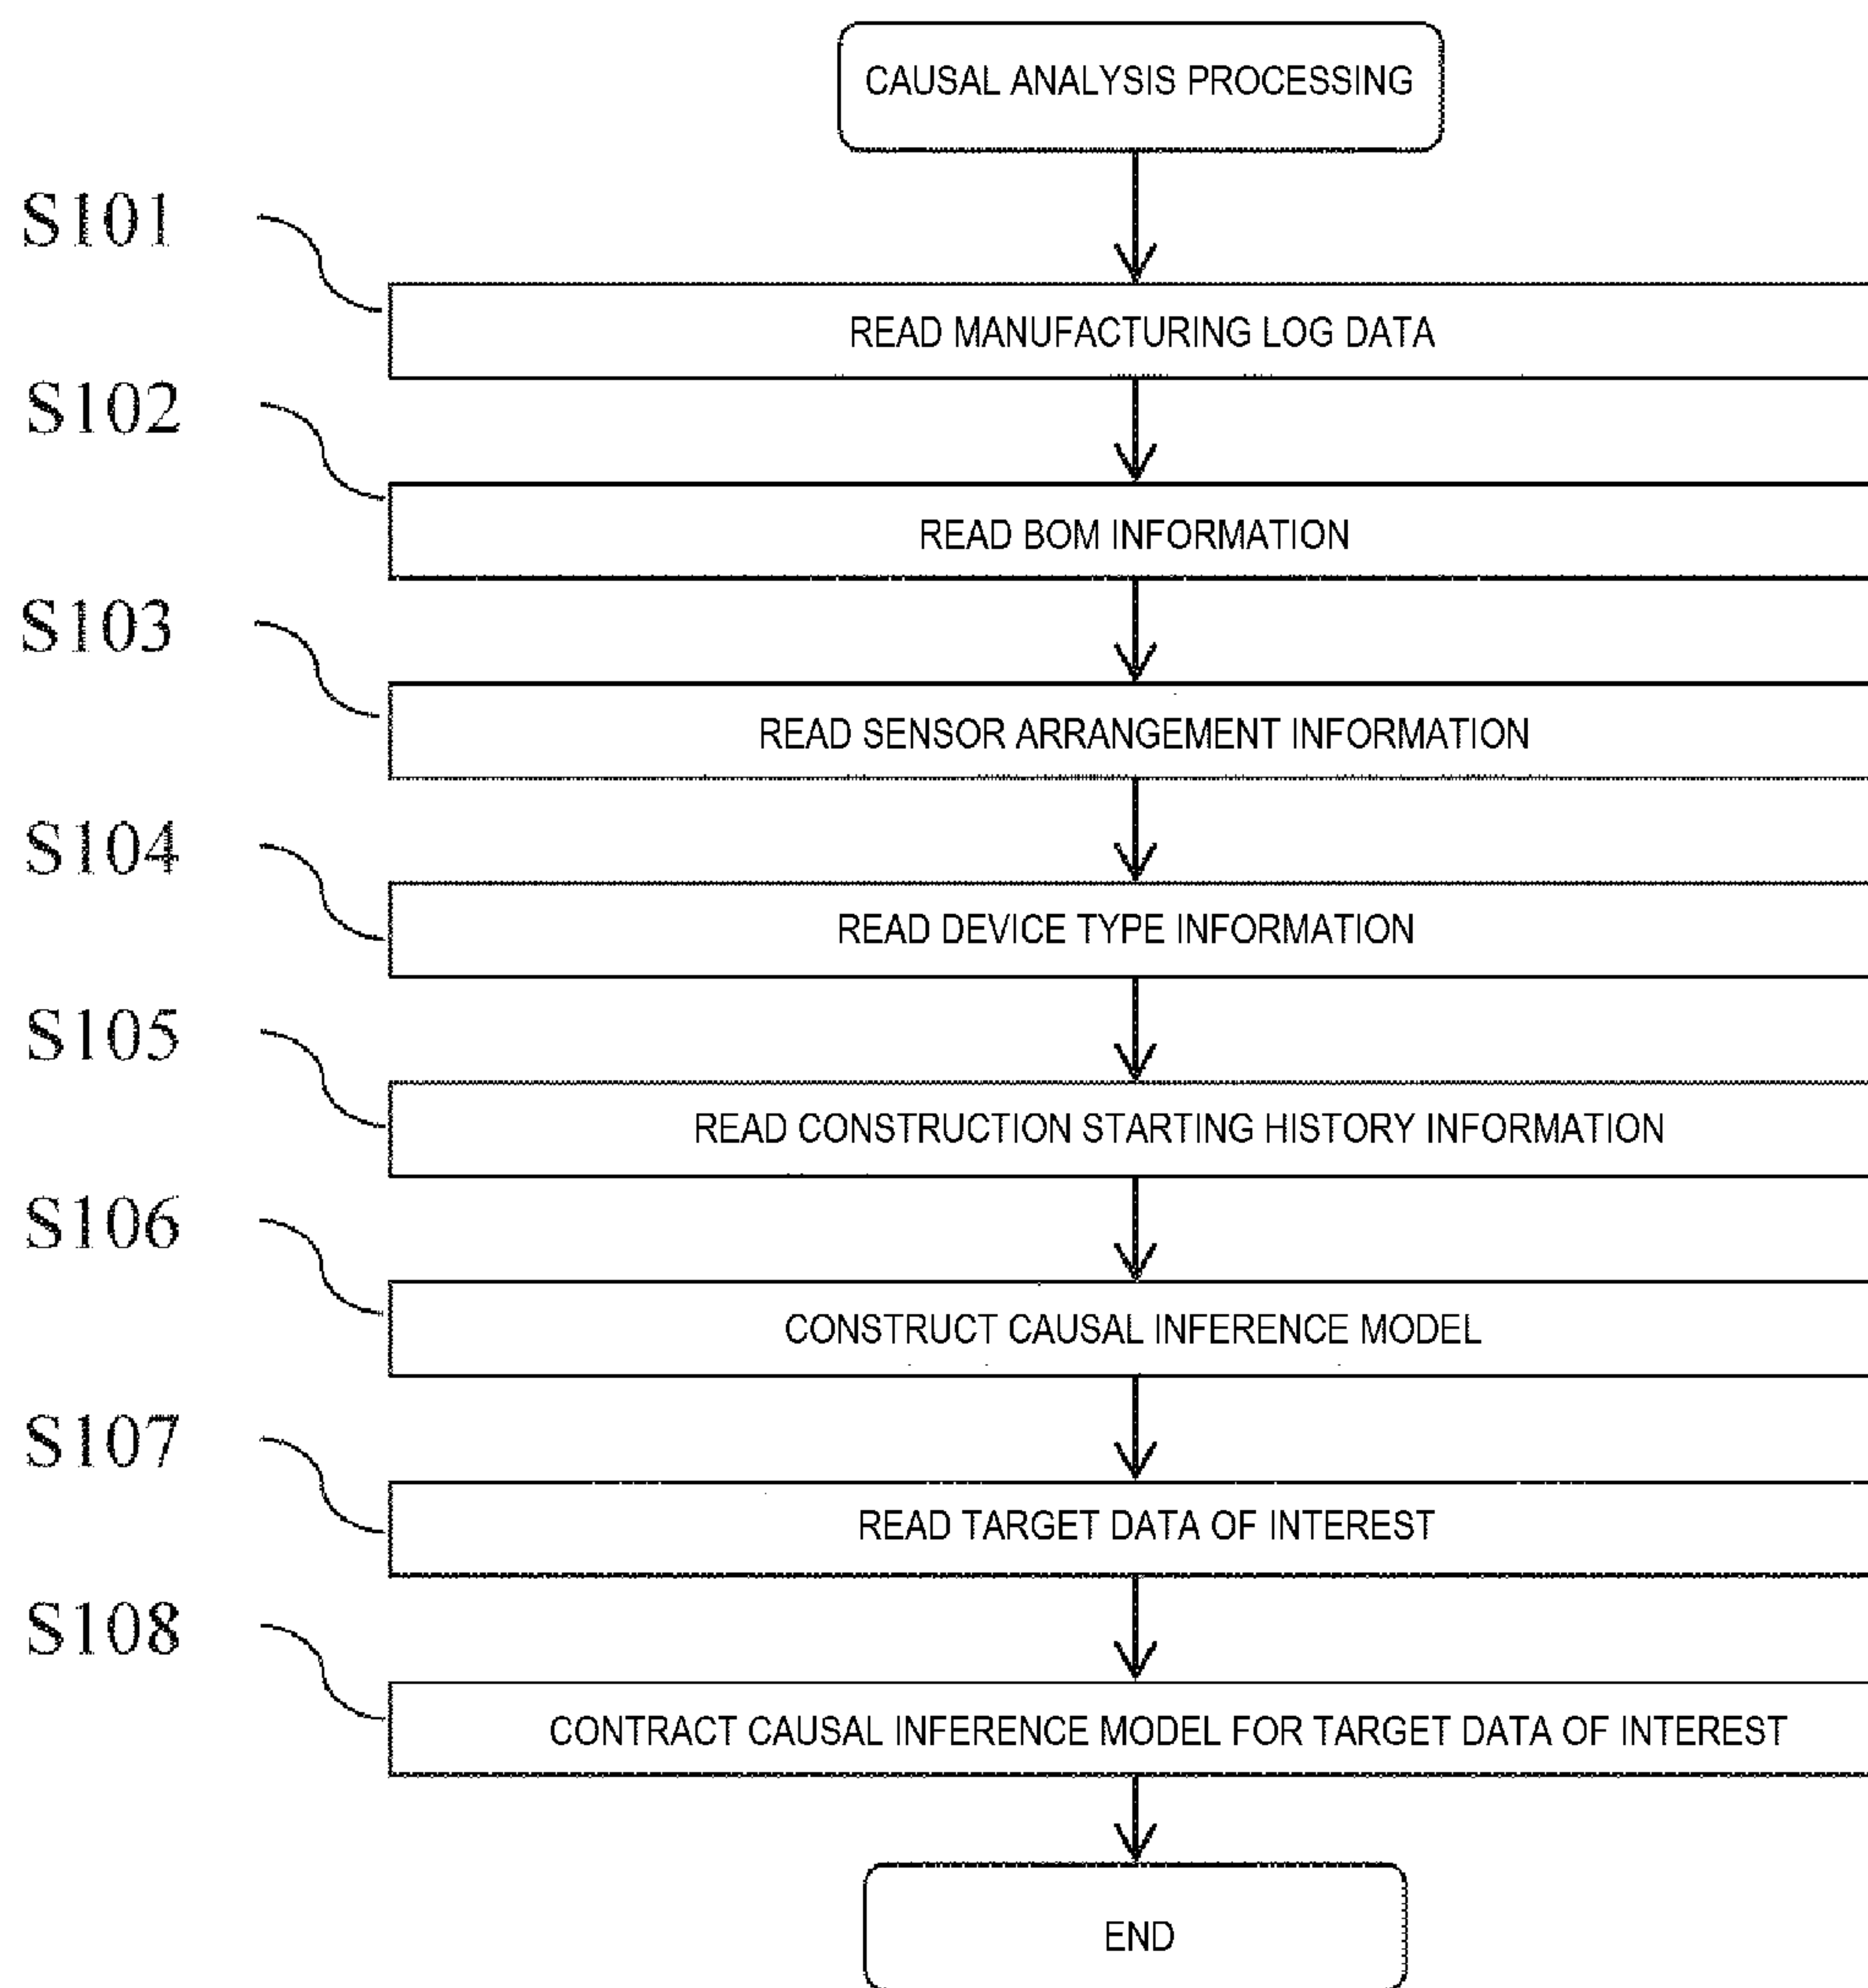 CAUSAL ANALYSIS PROCESSING
S101
READ MANUFACTURING LOG DATA
S102
READ BOM INFORMATION
S103
READ SENSOR ARRANGEMENT INFORMATION
S104
READ DEVICE TYPE INFORMATION
S105
READ CONSTRUCTION STARTING HISTORY INFORMATION
S106
CONSTRUCT CAUSAL INFERENCE MODEL
S107
READ TARGET DATA OF INTEREST
S108
CONTRACT CAUSAL INFERENCE MODEL FOR TARGET DATA OF INTEREST
END